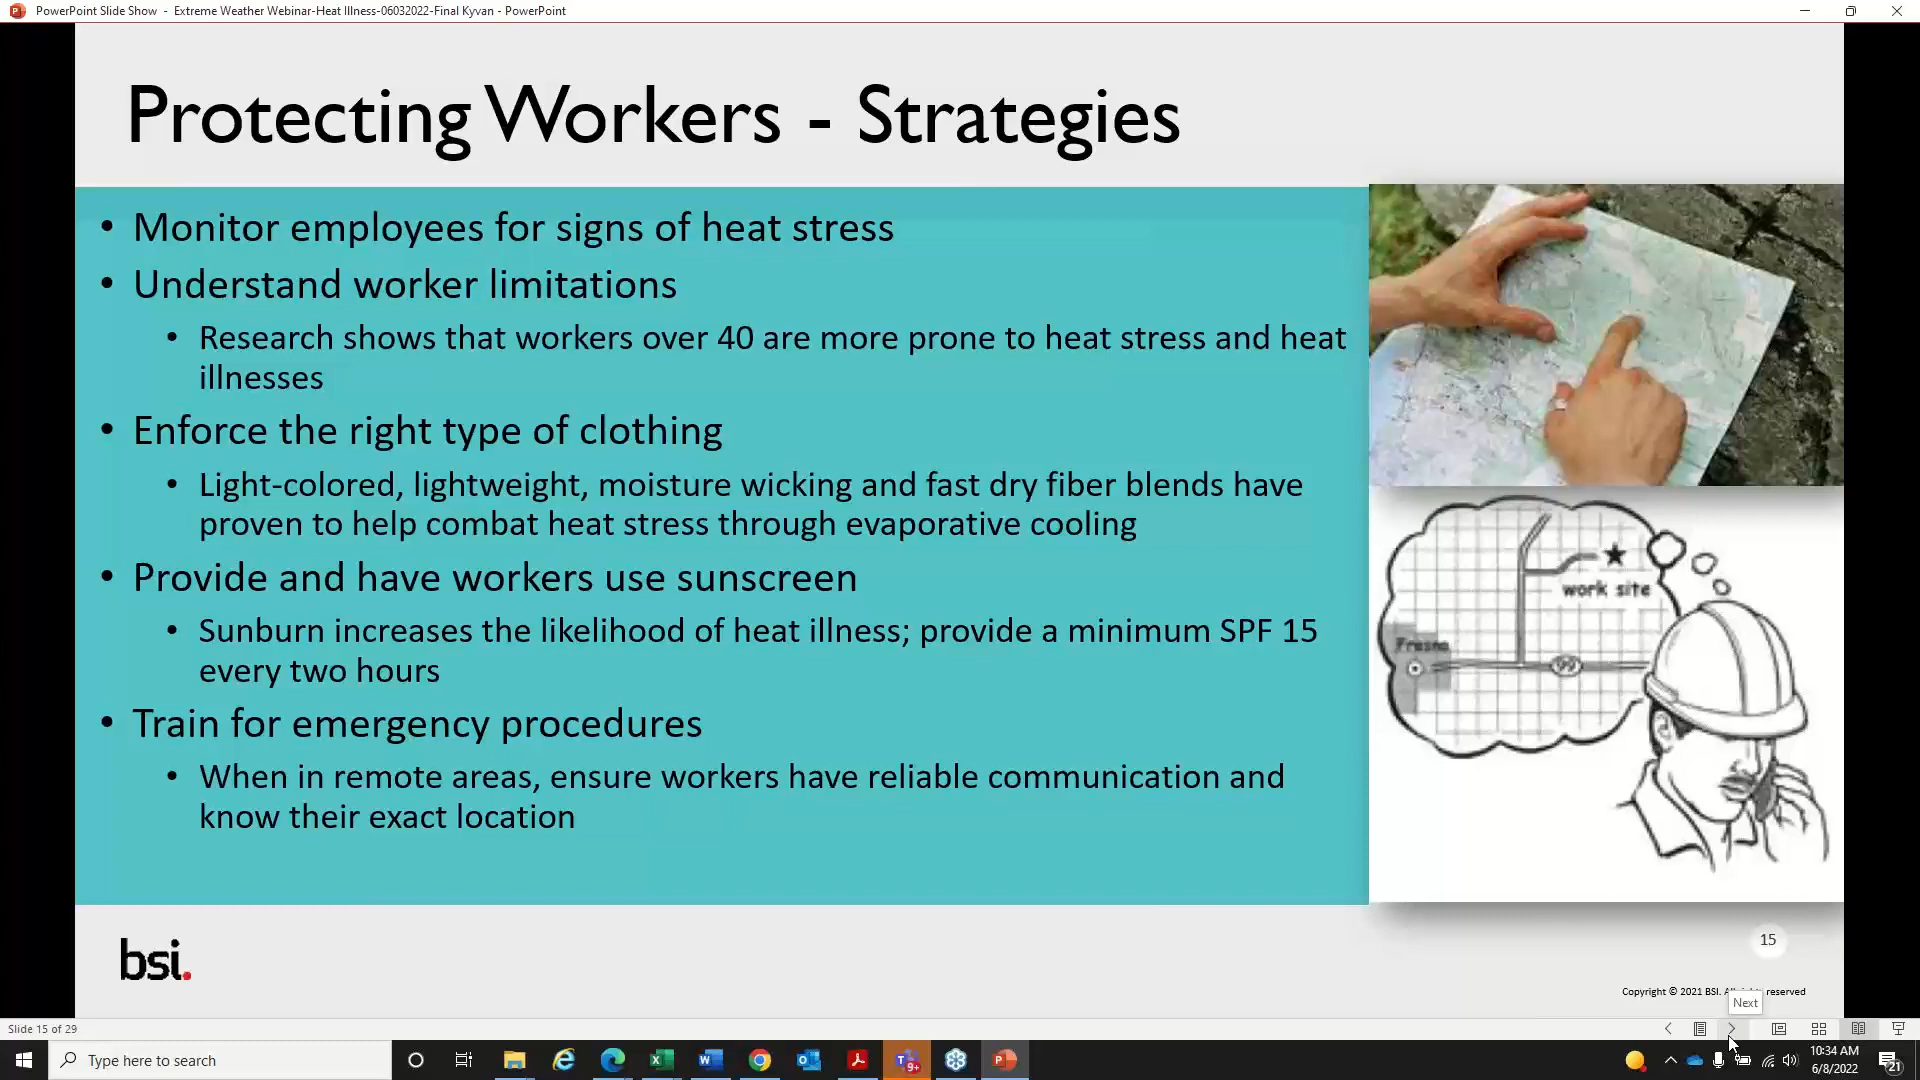 PowerPoint Slide Show - Extreme Weather Webinar-Heat Illness-06032022-Final Kyvan - PowerPoint
Protecting Workers - Strategies
• Monitor employees for signs of heat stress
• Understand worker limitations
• Research shows that workers over 40 are more prone to heat stress and heat
illnesses
• Enforce the right type of clothing
• Light-colored, lightweight, moisture wicking and fast dry fiber blends have
proven to help combat heat stress through evaporative cooling
• Provide and have workers use sunscreen
• Sunburn increases the likelihood of heat illness; provide a minimum SPF 15
every two hours
• Train for emergency procedures
• When in remote areas, ensure workers have reliable communication and
know their exact location
work site
Fresno
99
bsi.
15
Copyright © 2021 BSI. All rights reserved
Next
Slide 15 of 29
Type here to search
9+
10:34 AM
6/8/2022
21